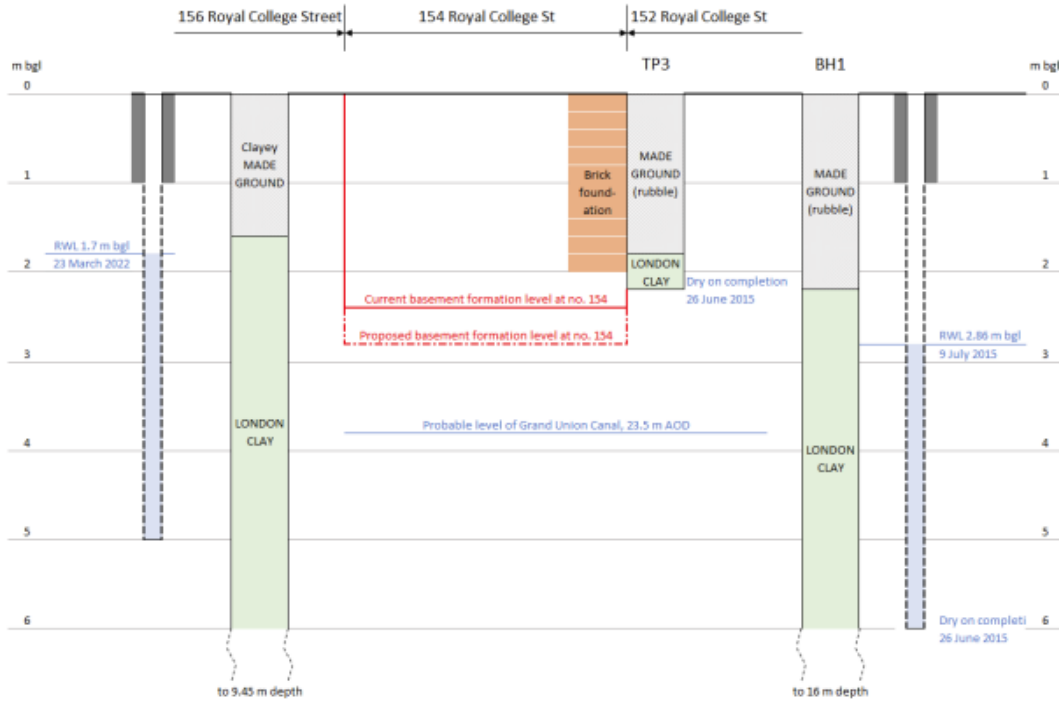 156 Royal College Street
154 Royal College St
152 Royal College St
TP3
BH1
m bgl
m bgl
0
0
Clayey
MADE
GROUND
Brick
found-
ation
MADE
GROUND
(rubble)
MADE
GROUND
(rubble)
1
1
RWL 1.7 m bgl
23 March 2022
2
2
LONDON
CLAY
Dry on completion
26 June 2015
Current basement formation level at no. 154
Proposed basement formation level at no. 154
RWL 2.86 m bgl
9 July 2015
3
3
LONDON
CLAY
Probable level of Grand Union Canal, 23.5 m AOD
4
4
LONDON
CLAY
5
5
6
6
Dry on completi
26 June 2015
to 9.45 m depth
to 16 m depth